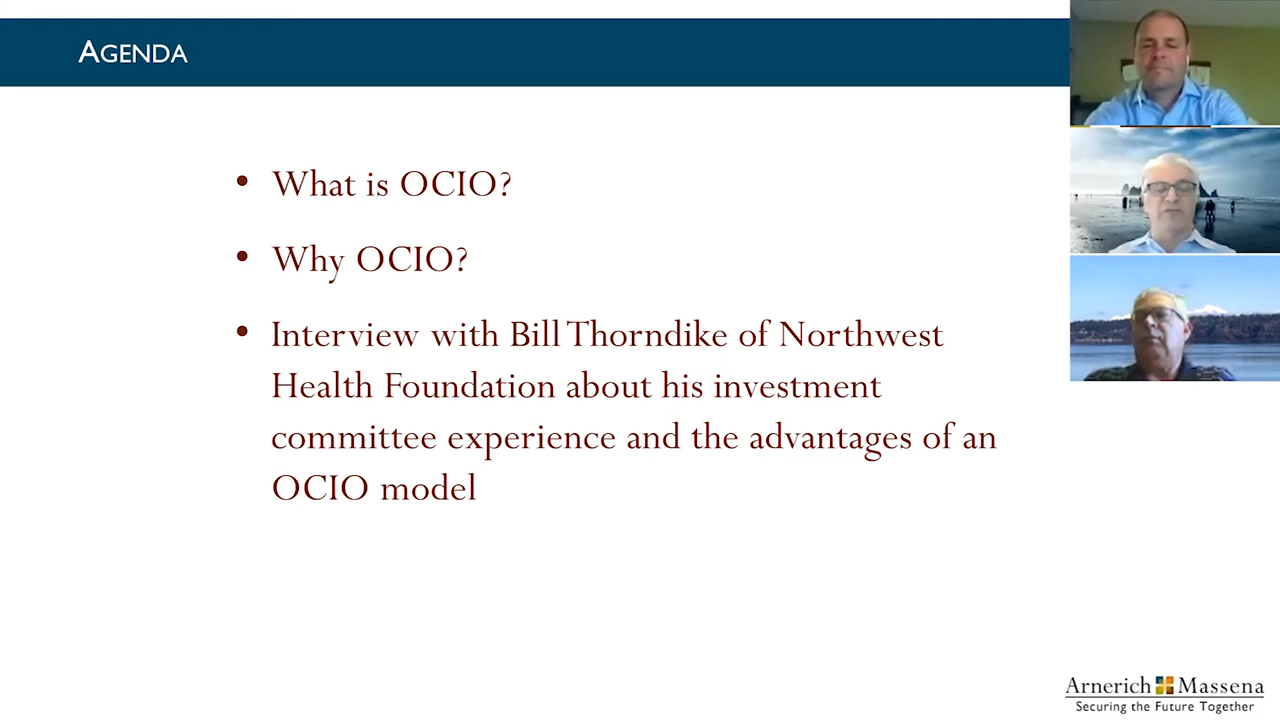 AGENDA
• What is OCIO?
• Why OCIO?
• Interview with Bill Thorndike of Northwest
Health Foundation about his investment
committee experience and the advantages of an
OCIO model
Arnerich Massena
Securing the Future Together